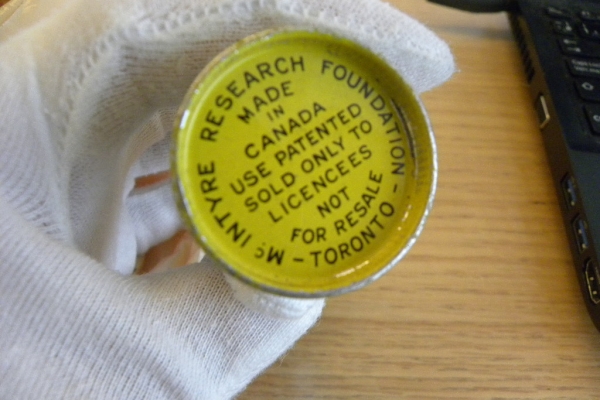 McINTYRE RESEARCH FOUNDATION - TORONTO -
MADE
IN
CANADA
USE PATENTED
SOLD ONLY TO
LICENCEES
NOT
FOR RESALE